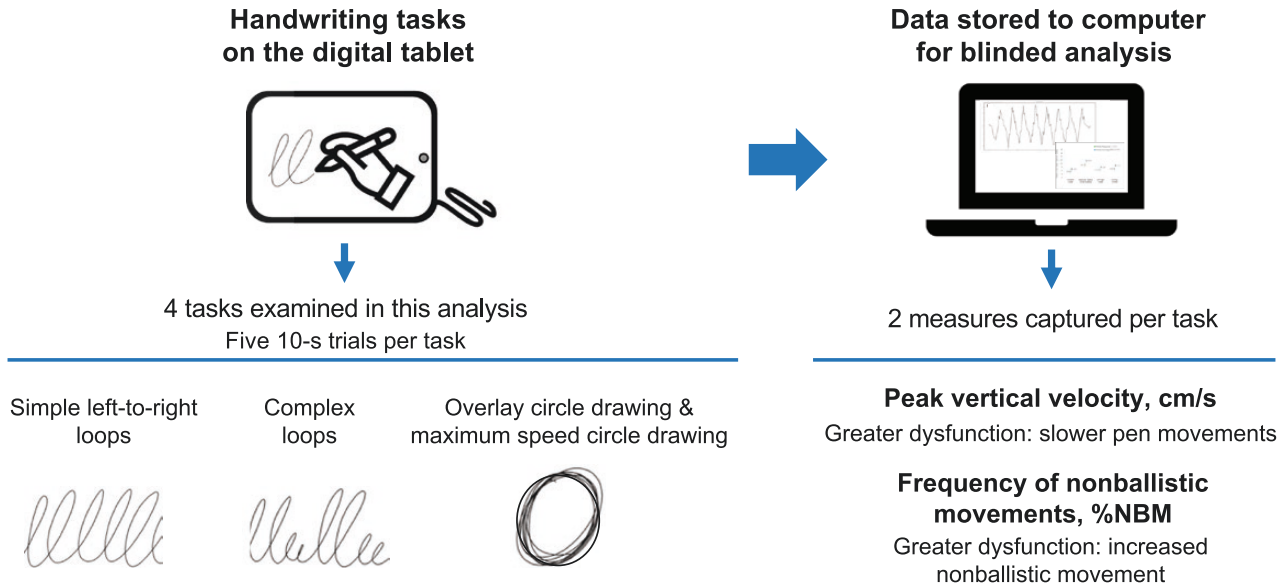 Handwriting tasks
on the digital tablet
4 tasks examined in this analysis
Five 10-s trials per task
Simple left-to-right
loops
Complex
loops
Overlay circle drawing &
maximum speed circle drawing
Data stored to computer
for blinded analysis
2 measures captured per task
Peak vertical velocity, cm/s
Greater dysfunction: slower pen movements
Frequency of nonballistic
movements, %NBM
Greater dysfunction: increased
nonballistic movement